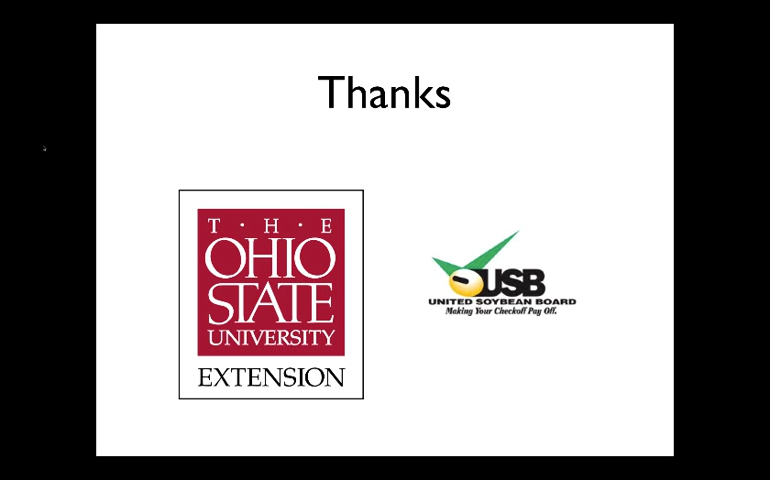 Thanks
T · H · E
OHIO
STATE
UNIVERSITY
EXTENSION
USB
UNITED SOYBEAN BOARD
Making Your Checkoff Pay Off.